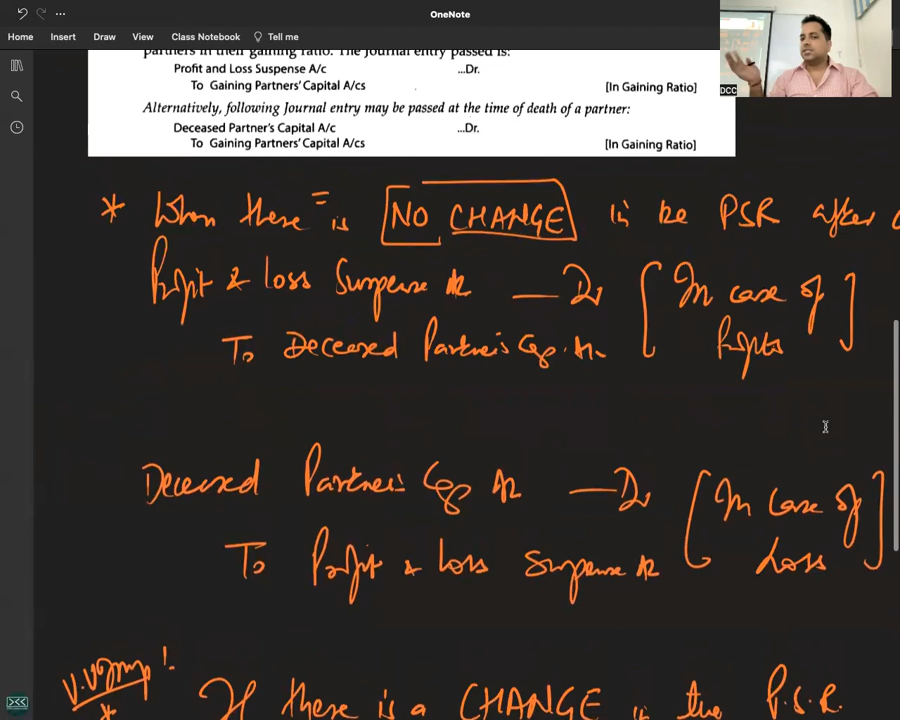 OneNote
Home Insert Draw View Class Notebook Tell me
partners in their gaining ratio. The Journal entry passed is:
Profit and Loss Suspense A/c ...Dr.
To Gaining Partners' Capital A/cs [In Gaining Ratio]
Alternatively, following Journal entry may be passed at the time of death of a partner:
Deceased Partner's Capital A/c ...Dr.
To Gaining Partners' Capital A/cs [In Gaining Ratio]
DCC
* When there is NO CHANGE in the PSR after
Profit & Loss Suspense A/c — Dr [In case of
To Deceased Partner's Cap. A/c Profits]
Deceased Partner's Cap A/c — Dr [In case of
To Profit & Loss Suspense A/c Loss]
V.V Imp !
* If there is a CHANGE in the P.S.R.